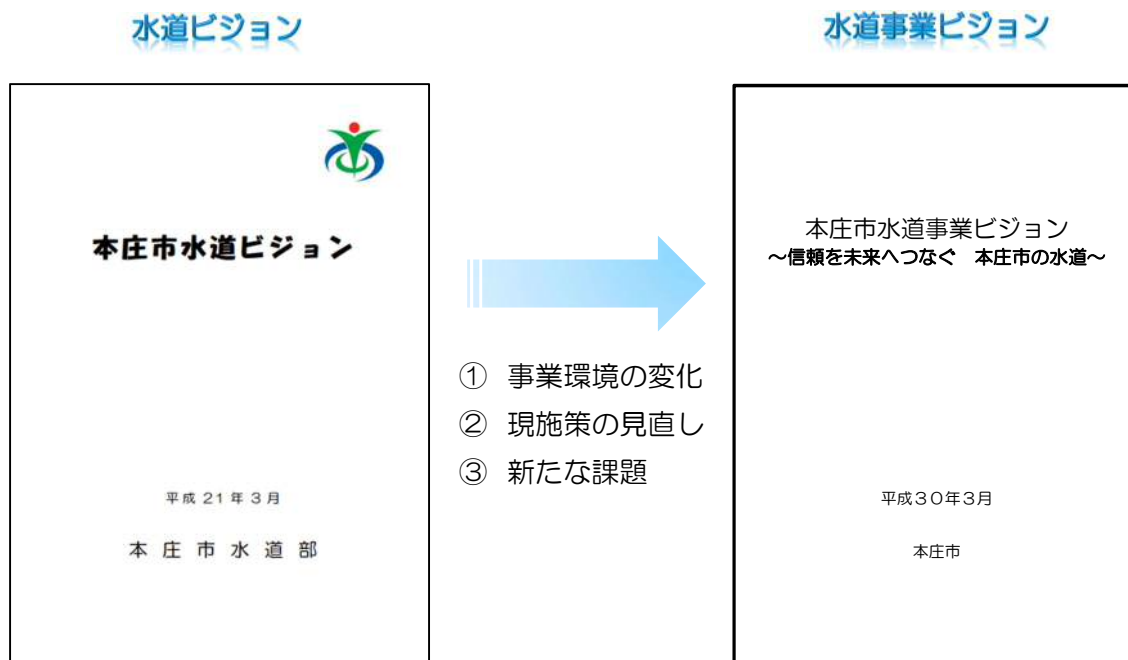 水道ビジョン
本庄市水道ビジョン
平成21年3月
本庄市水道部
① 事業環境の変化
② 現施策の見直し
③ 新たな課題
水道事業ビジョン
本庄市水道事業ビジョン
～信頼を未来へつなぐ　本庄市の水道～
平成３０年３月
本庄市